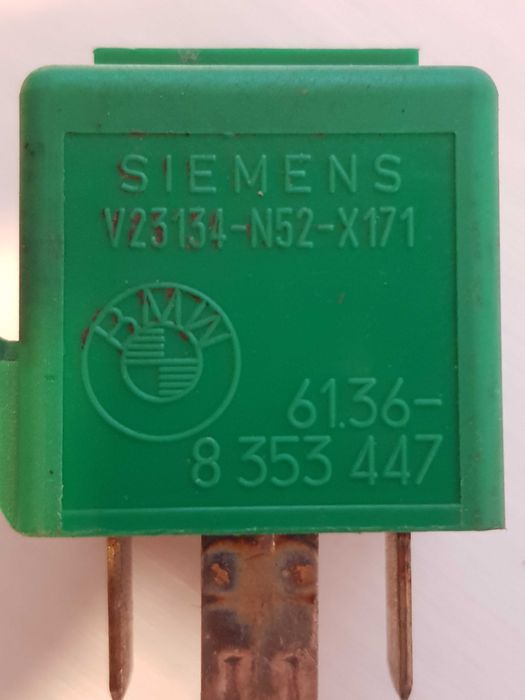 SIEMENS
V23134-N52-X171
BMW
61.36-
8 353 447